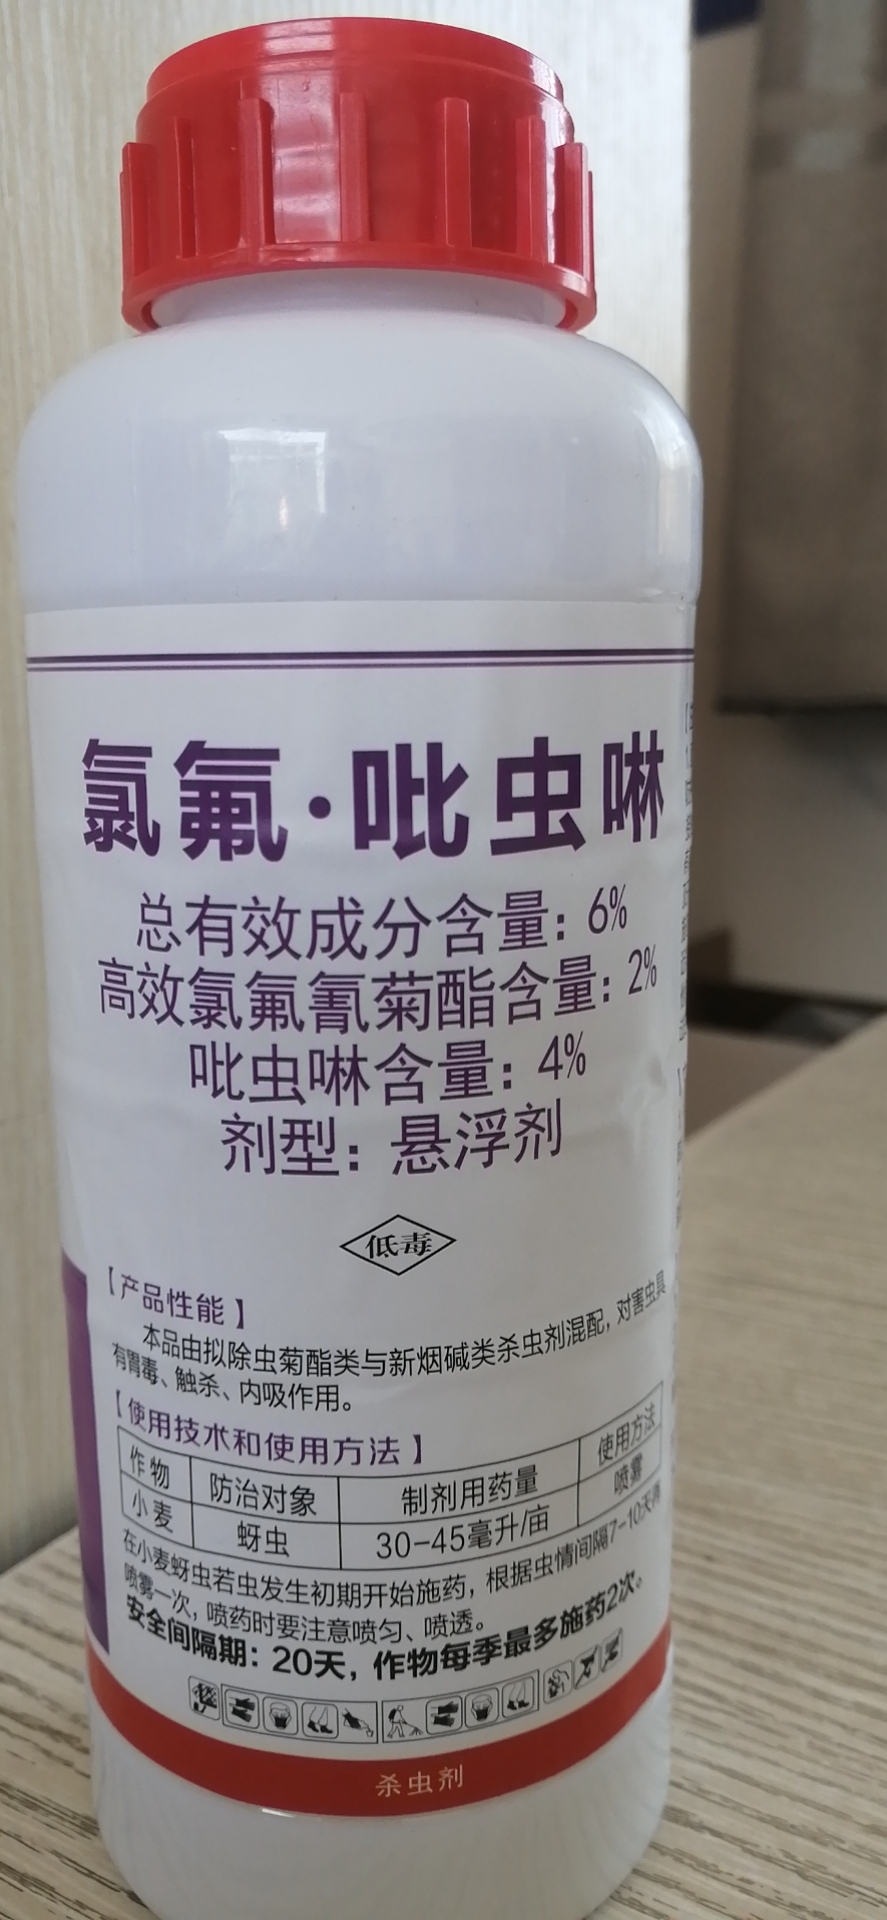 氯氟·吡虫啉
总有效成分含量：6%
高效氯氟氰菊酯含量：2%
吡虫啉含量：4%
剂型：悬浮剂
低毒
【产品性能】
本品由拟除虫菊酯类与新烟碱类杀虫剂混配，对害虫具
有胃毒、触杀、内吸作用。
【使用技术和使用方法】
作物 防治对象 制剂用药量 使用方法
小麦 蚜虫 30-45毫升/亩 喷雾
在小麦蚜虫若虫发生初期开始施药，根据虫情间隔7-10天再
喷雾一次，喷药时要注意喷匀、喷透。
安全间隔期：20天，作物每季最多施药2次。
杀虫剂